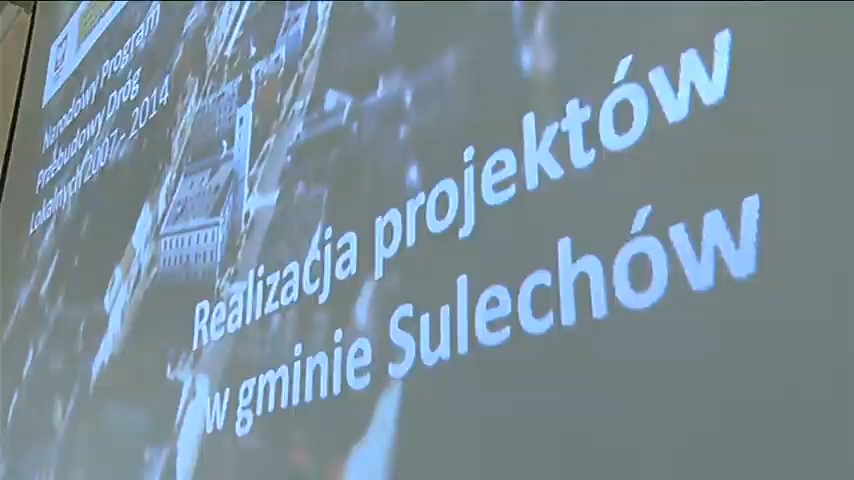 Narodowy Program
Przebudowy Dróg
Lokalnych 2007 - 2014
Realizacja projektów
w gminie Sulechów